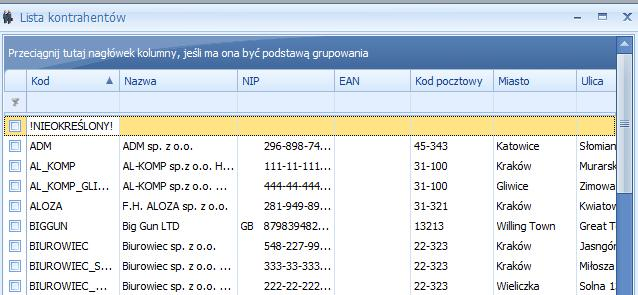 Lista kontrahentów
Przeciągnij tutaj nagłówek kolumny, jeśli ma ona być podstawą grupowania
Kod Nazwa NIP EAN Kod pocztowy Miasto Ulica
!NIEOKREŚLONY!
ADM ADM sp. z o.o. 296-898-74... 45-343 Katowice Słomian
AL_KOMP AL-KOMP sp.z o.o. H... 111-11-111... 31-100 Kraków Murarsk
AL_KOMP_GLI... AL-KOMP sp.z o.o. ... 444-44-444... 31-100 Gliwice Zimowa
ALOZA F.H. ALOZA sp.z o.o. 281-949-89... 31-321 Kraków Kwiatow
BIGGUN Big Gun LTD GB 879839482... 13213 Willing Town Great T
BIUROWIEC Biurowiec sp. z o.o. 548-227-99... 22-323 Kraków Jasngór
BIUROWIEC_S... Biurowiec sp. z o.o. ... 333-33-333... 22-323 Kraków Miłosza
BIUROWIEC_... Biurowiec sp. z o.o. ... 222-22-222... 22-323 Wieliczka Solna 1